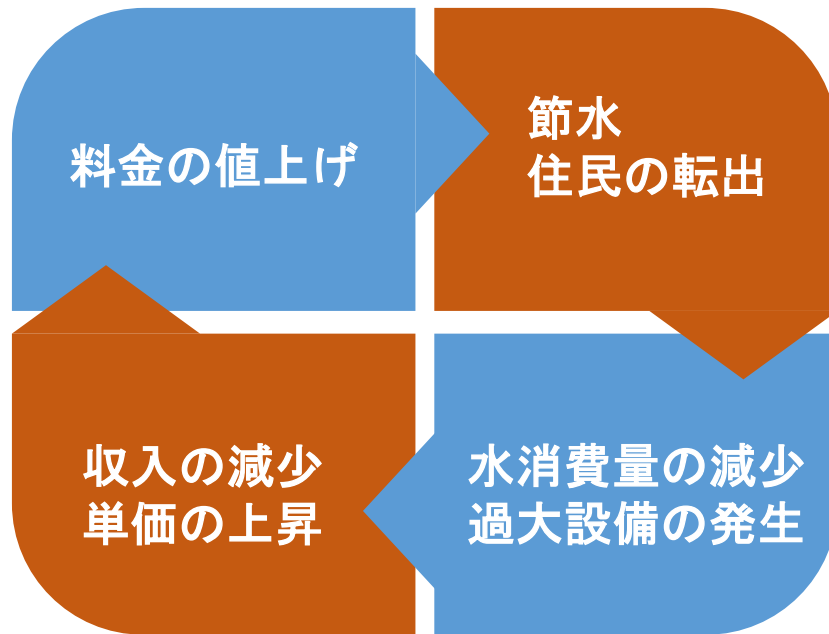 料金の値上げ
節水
住民の転出
収入の減少
単価の上昇
水消費量の減少
過大設備の発生